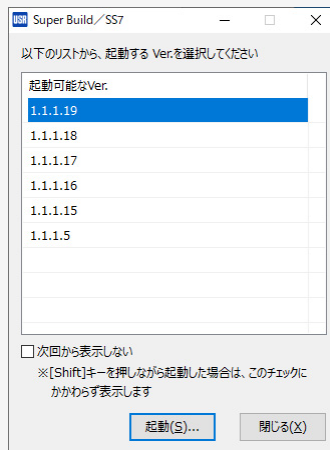 USR Super Build／SS7
以下のリストから、起動する Ver.を選択してください
起動可能なVer.
1.1.1.19
1.1.1.18
1.1.1.17
1.1.1.16
1.1.1.15
1.1.1.5
次回から表示しない
※[Shift]キーを押しながら起動した場合は、このチェックに
かかわらず表示します
起動(S)... 閉じる(X)